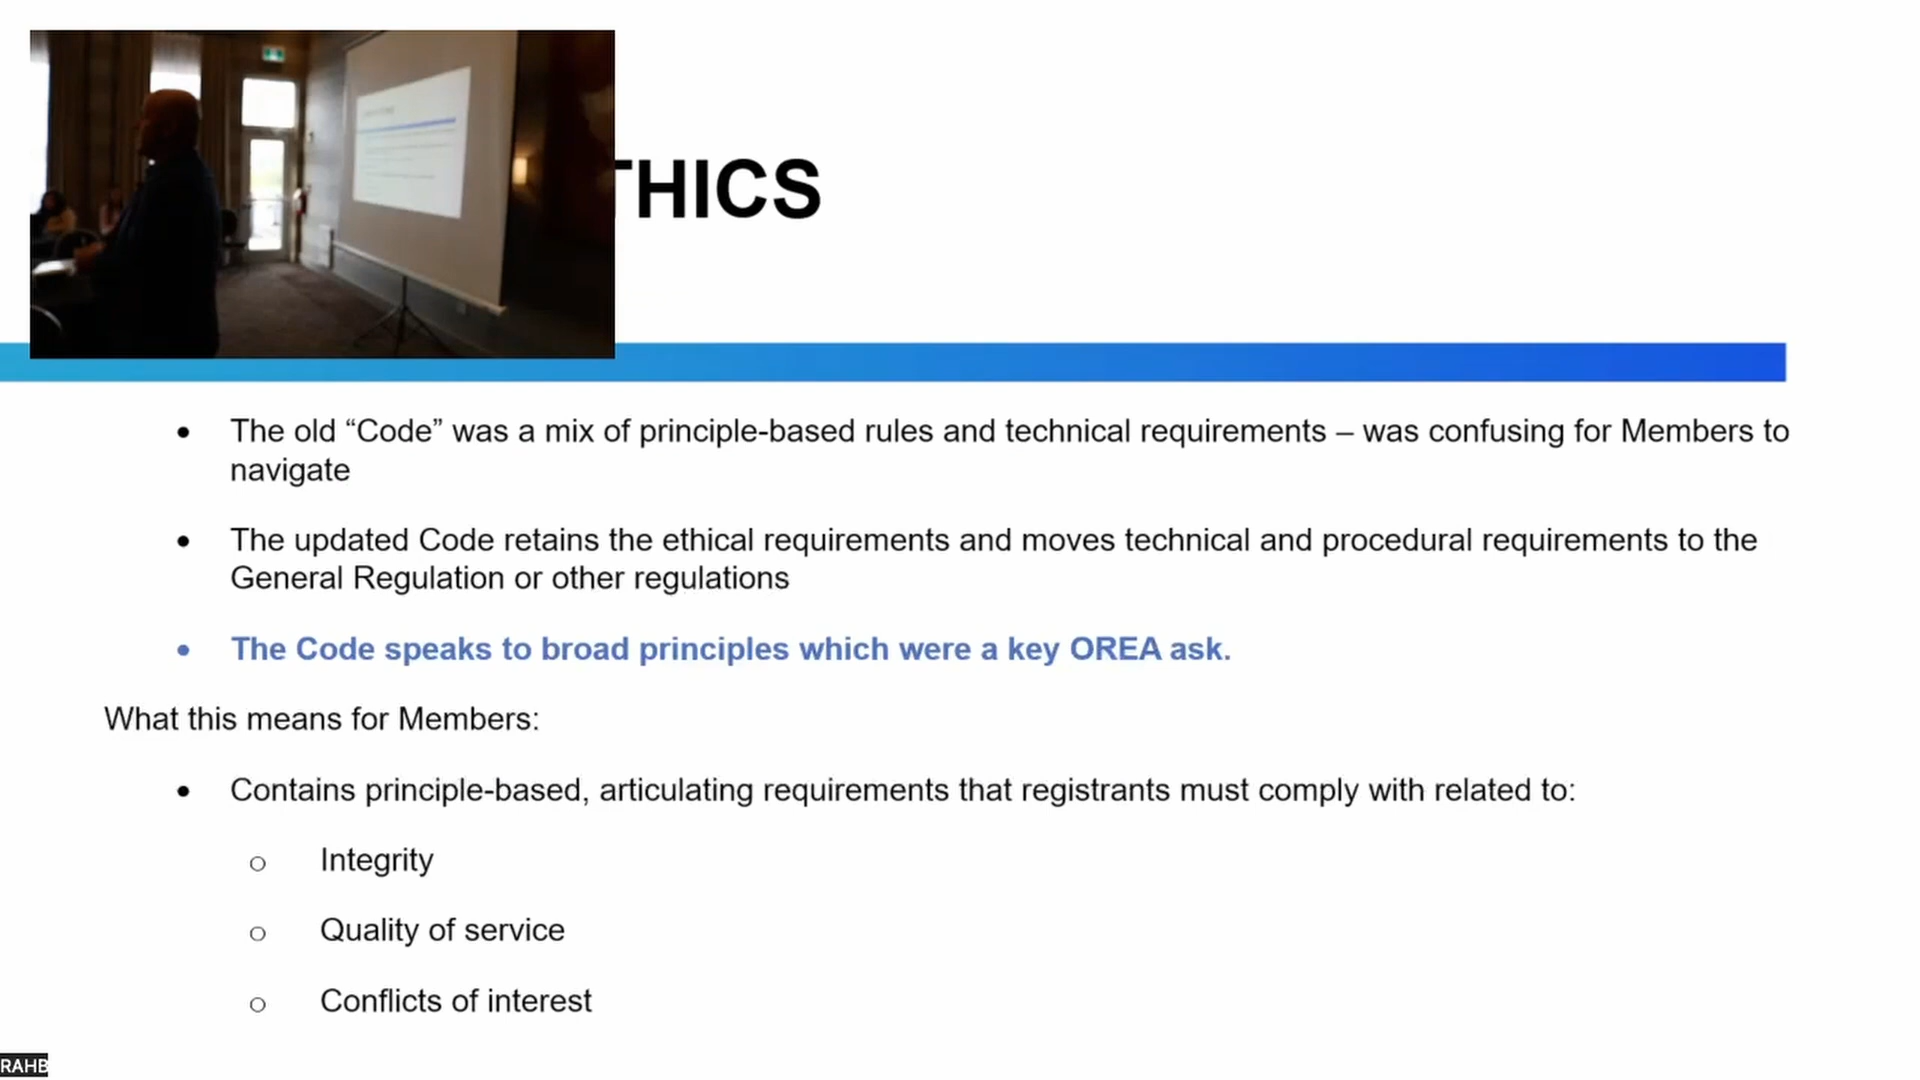 THICS
• The old “Code” was a mix of principle-based rules and technical requirements – was confusing for Members to
navigate
• The updated Code retains the ethical requirements and moves technical and procedural requirements to the
General Regulation or other regulations
• The Code speaks to broad principles which were a key OREA ask.
What this means for Members:
• Contains principle-based, articulating requirements that registrants must comply with related to:
o Integrity
o Quality of service
o Conflicts of interest
RAHB